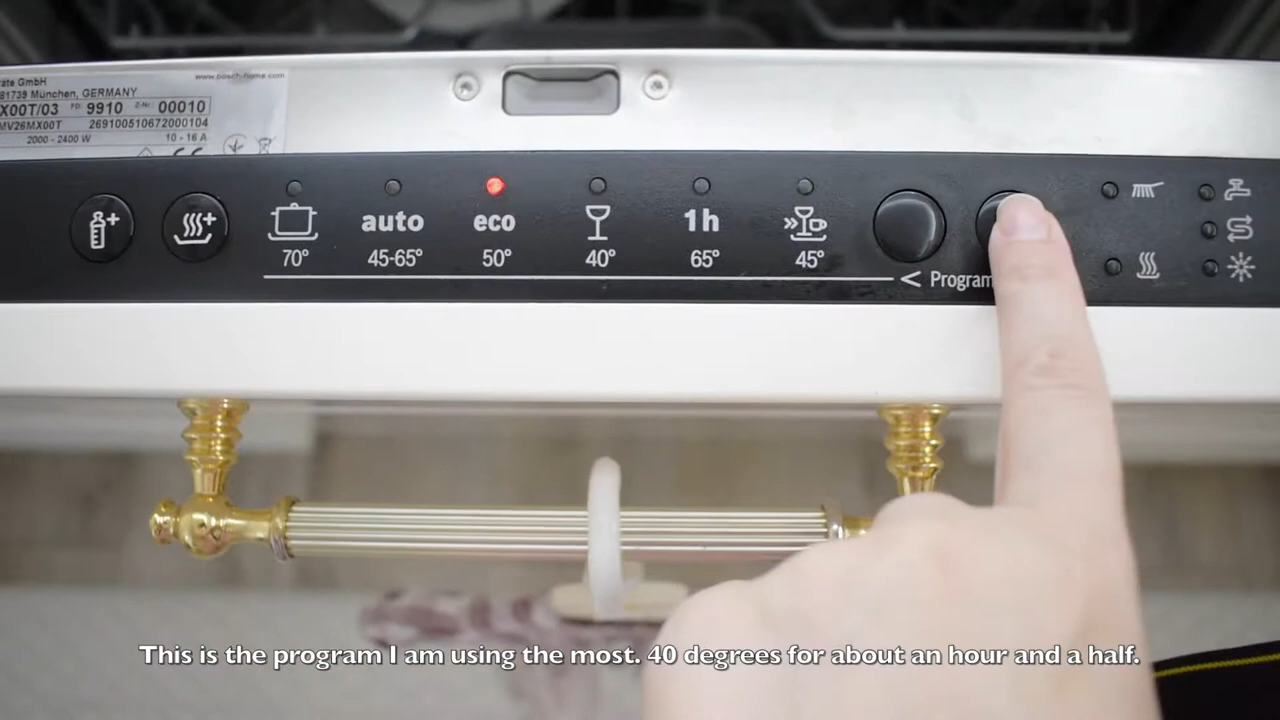 rate GmbH
www.bosch-home.com
81739 München, GERMANY
X00T/03 FD: 9910 Z-Nr: 00010
MV26MX00T 269100510672000104
2000 - 2400 W 10 - 16 A
auto eco 1h
70° 45-65° 50° 40° 65° 45°
< Program
This is the program I am using the most. 40 degrees for about an hour and a half.